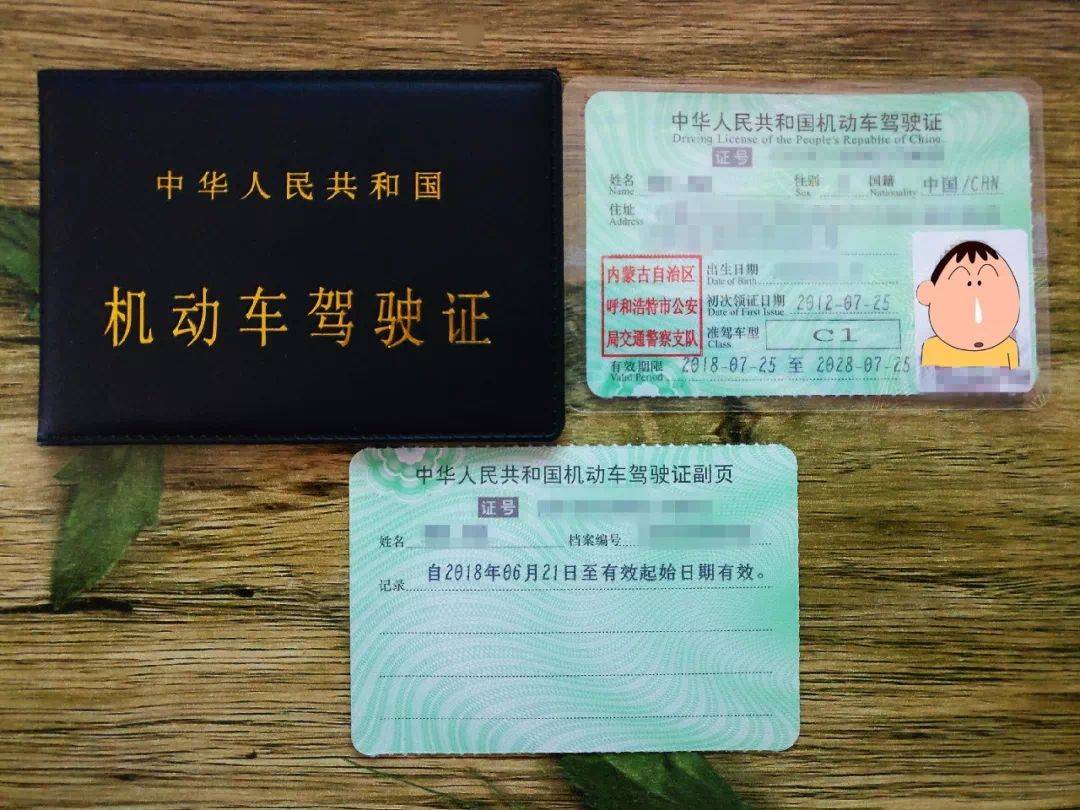 中华人民共和国
机动车驾驶证
中华人民共和国机动车驾驶证
Driving License of the People's Republic of China
证号
姓名 性别 国籍 中国/CHN
Name Sex Nationality
住址
Address
内蒙古自治区
呼和浩特市公安
局交通警察支队
出生日期
Date of Birth
初次领证日期 2012-07-25
Date of First Issue
准驾车型 C1
Class
有效期限 2018-07-25 至 2028-07-25
Valid Period
中华人民共和国机动车驾驶证副页
证号
姓名 档案编号
记录 自2018年06月21日至有效起始日期有效。